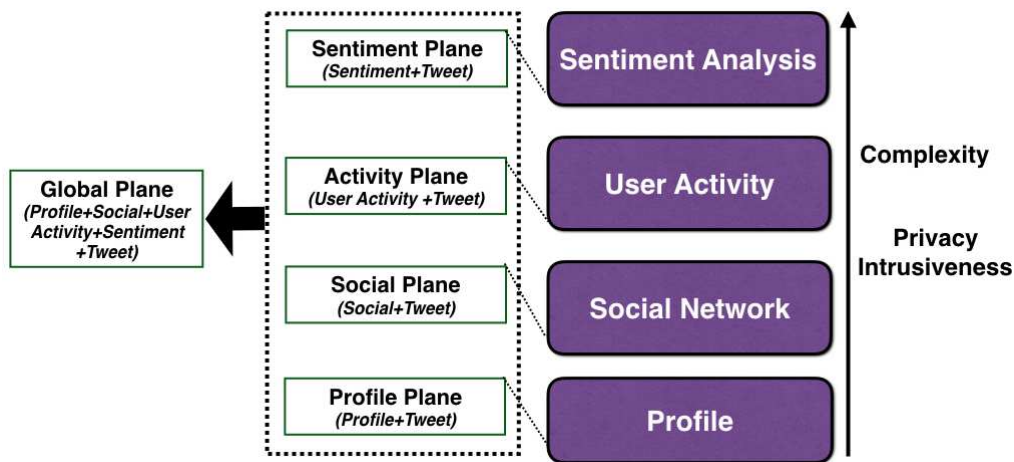 Sentiment Plane
(Sentiment+Tweet)
Sentiment Analysis
Activity Plane
(User Activity +Tweet)
User Activity
Complexity
Global Plane
(Profile+Social+User
Activity+Sentiment
+Tweet)
Privacy
Intrusiveness
Social Plane
(Social+Tweet)
Social Network
Profile Plane
(Profile+Tweet)
Profile